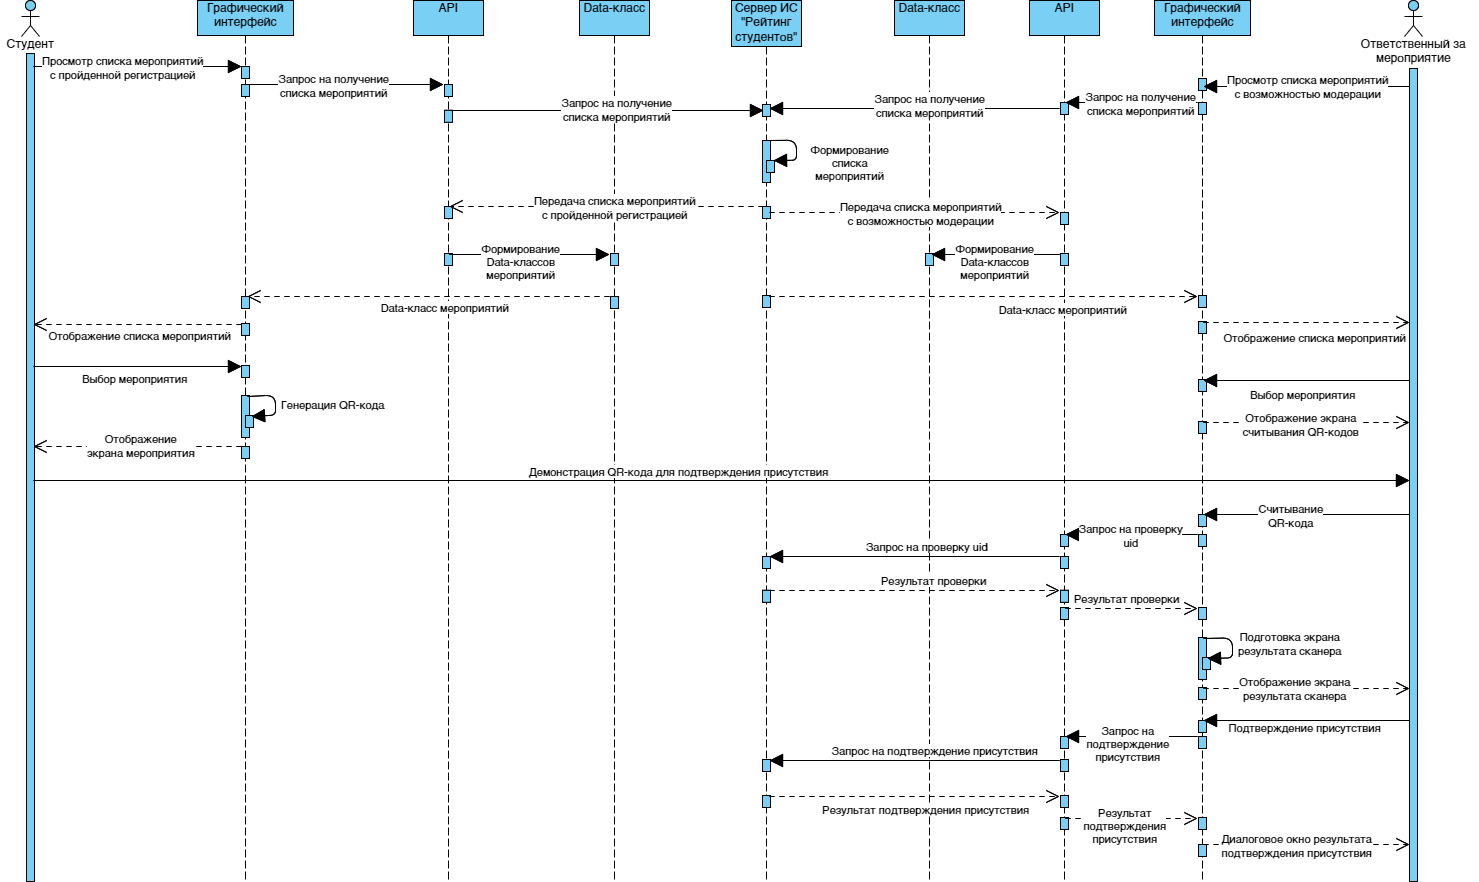 Студент
Графический
интерфейс
API
Data-класс
Сервер ИС
"Рейтинг
студентов"
Data-класс
API
Графический
интерфейс
Ответственный за
мероприятие
Просмотр списка мероприятий
с пройденной регистрацией
Запрос на получение
списка мероприятий
Запрос на получение
списка мероприятий
Запрос на получение
списка мероприятий
Запрос на получение
списка мероприятий
Просмотр списка мероприятий
с возможностью модерации
Формирование
списка
мероприятий
Передача списка мероприятий
с пройденной регистрацией
Передача списка мероприятий
с возможностью модерации
Формирование
Data-классов
мероприятий
Формирование
Data-классов
мероприятий
Data-класс мероприятий
Data-класс мероприятий
Отображение списка мероприятий
Отображение списка мероприятий
Выбор мероприятия
Выбор мероприятия
Генерация QR-кода
Отображение экрана
считывания QR-кодов
Отображение
экрана мероприятия
Демонстрация QR-кода для подтверждения присутствия
Считывание
QR-кода
Запрос на проверку
uid
Запрос на проверку uid
Результат проверки
Результат проверки
Подготовка экрана
результата сканера
Отображение экрана
результата сканера
Подтверждение присутствия
Запрос на
подтверждение
присутствия
Запрос на подтверждение присутствия
Результат подтверждения присутствия
Результат
подтверждения
присутствия
Диалоговое окно результата
подтверждения присутствия